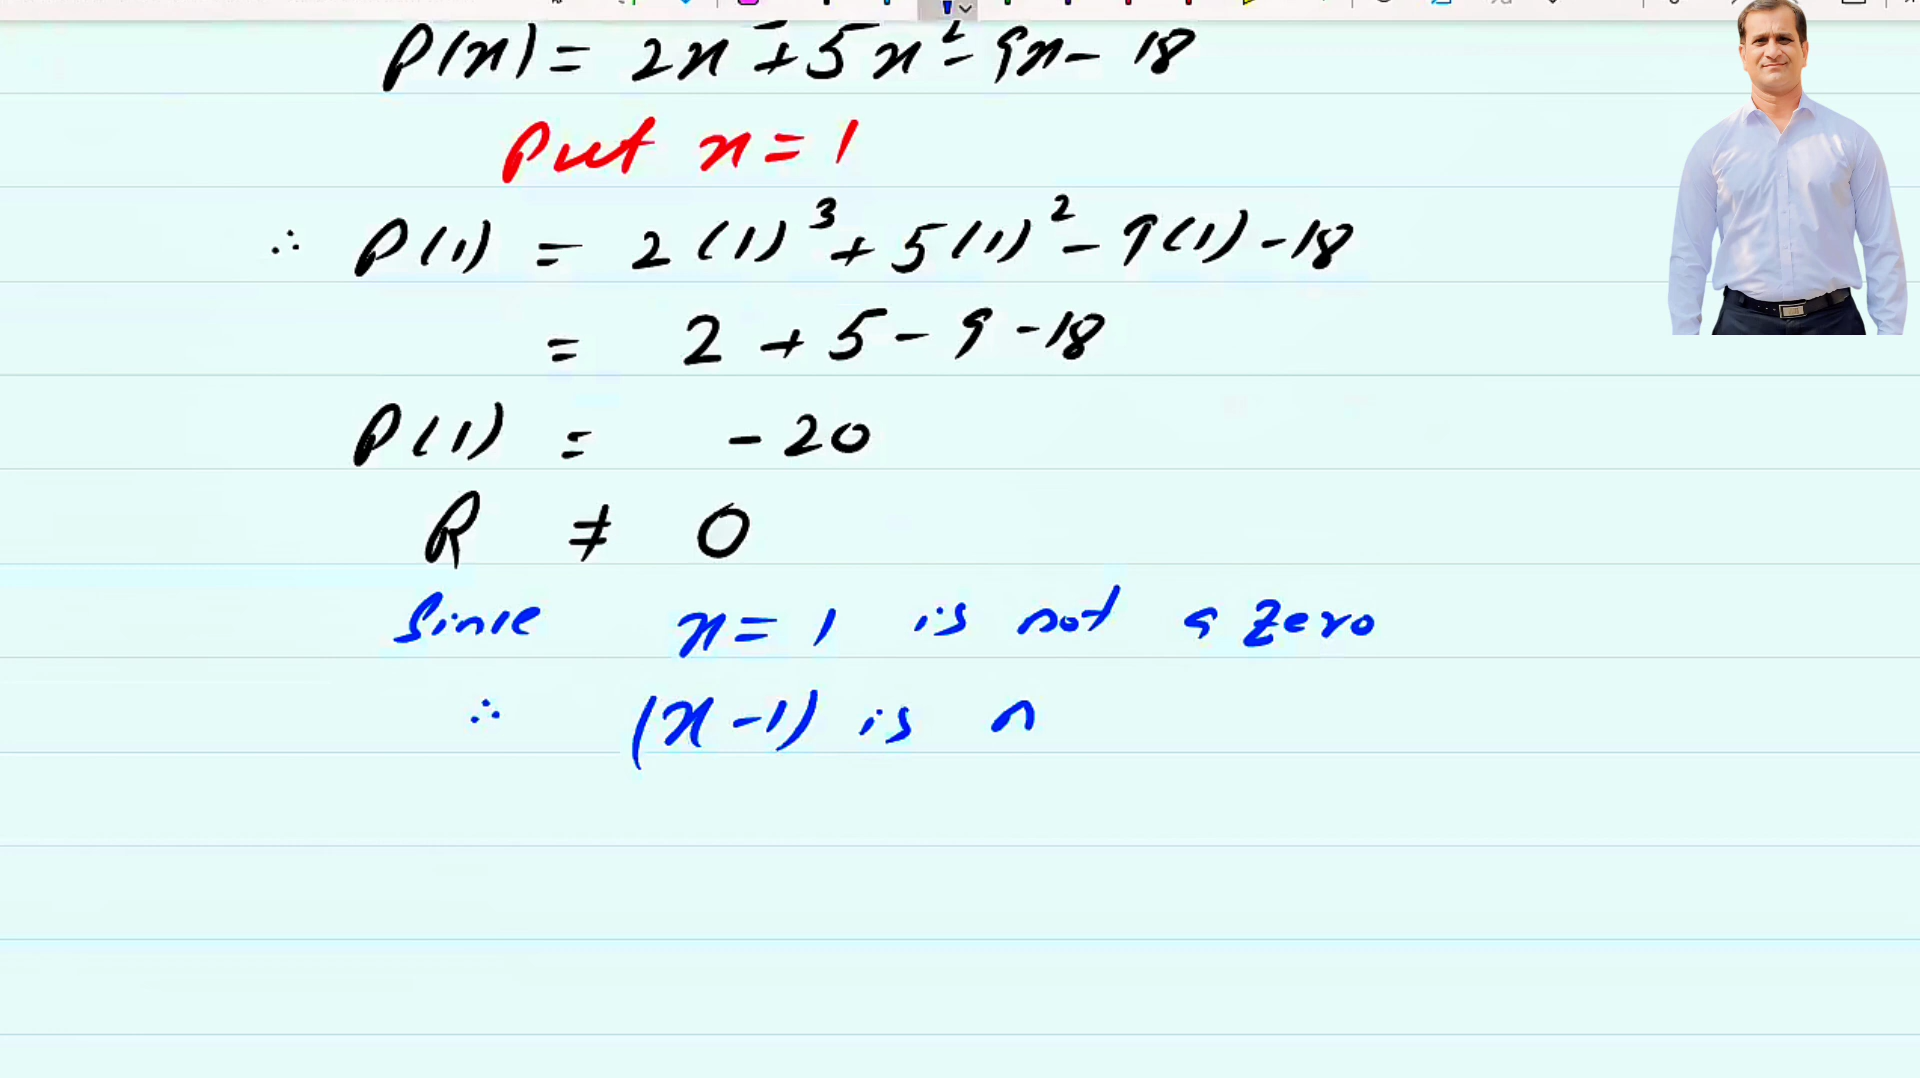 P(x) = 2x³ + 5x² - 9x - 18
Put x = 1
∴ P(1) = 2(1)³ + 5(1)² - 9(1) - 18
= 2 + 5 - 9 - 18
P(1) = -20
R ≠ 0
Since x = 1 is not a zero
∴ (x - 1) is n